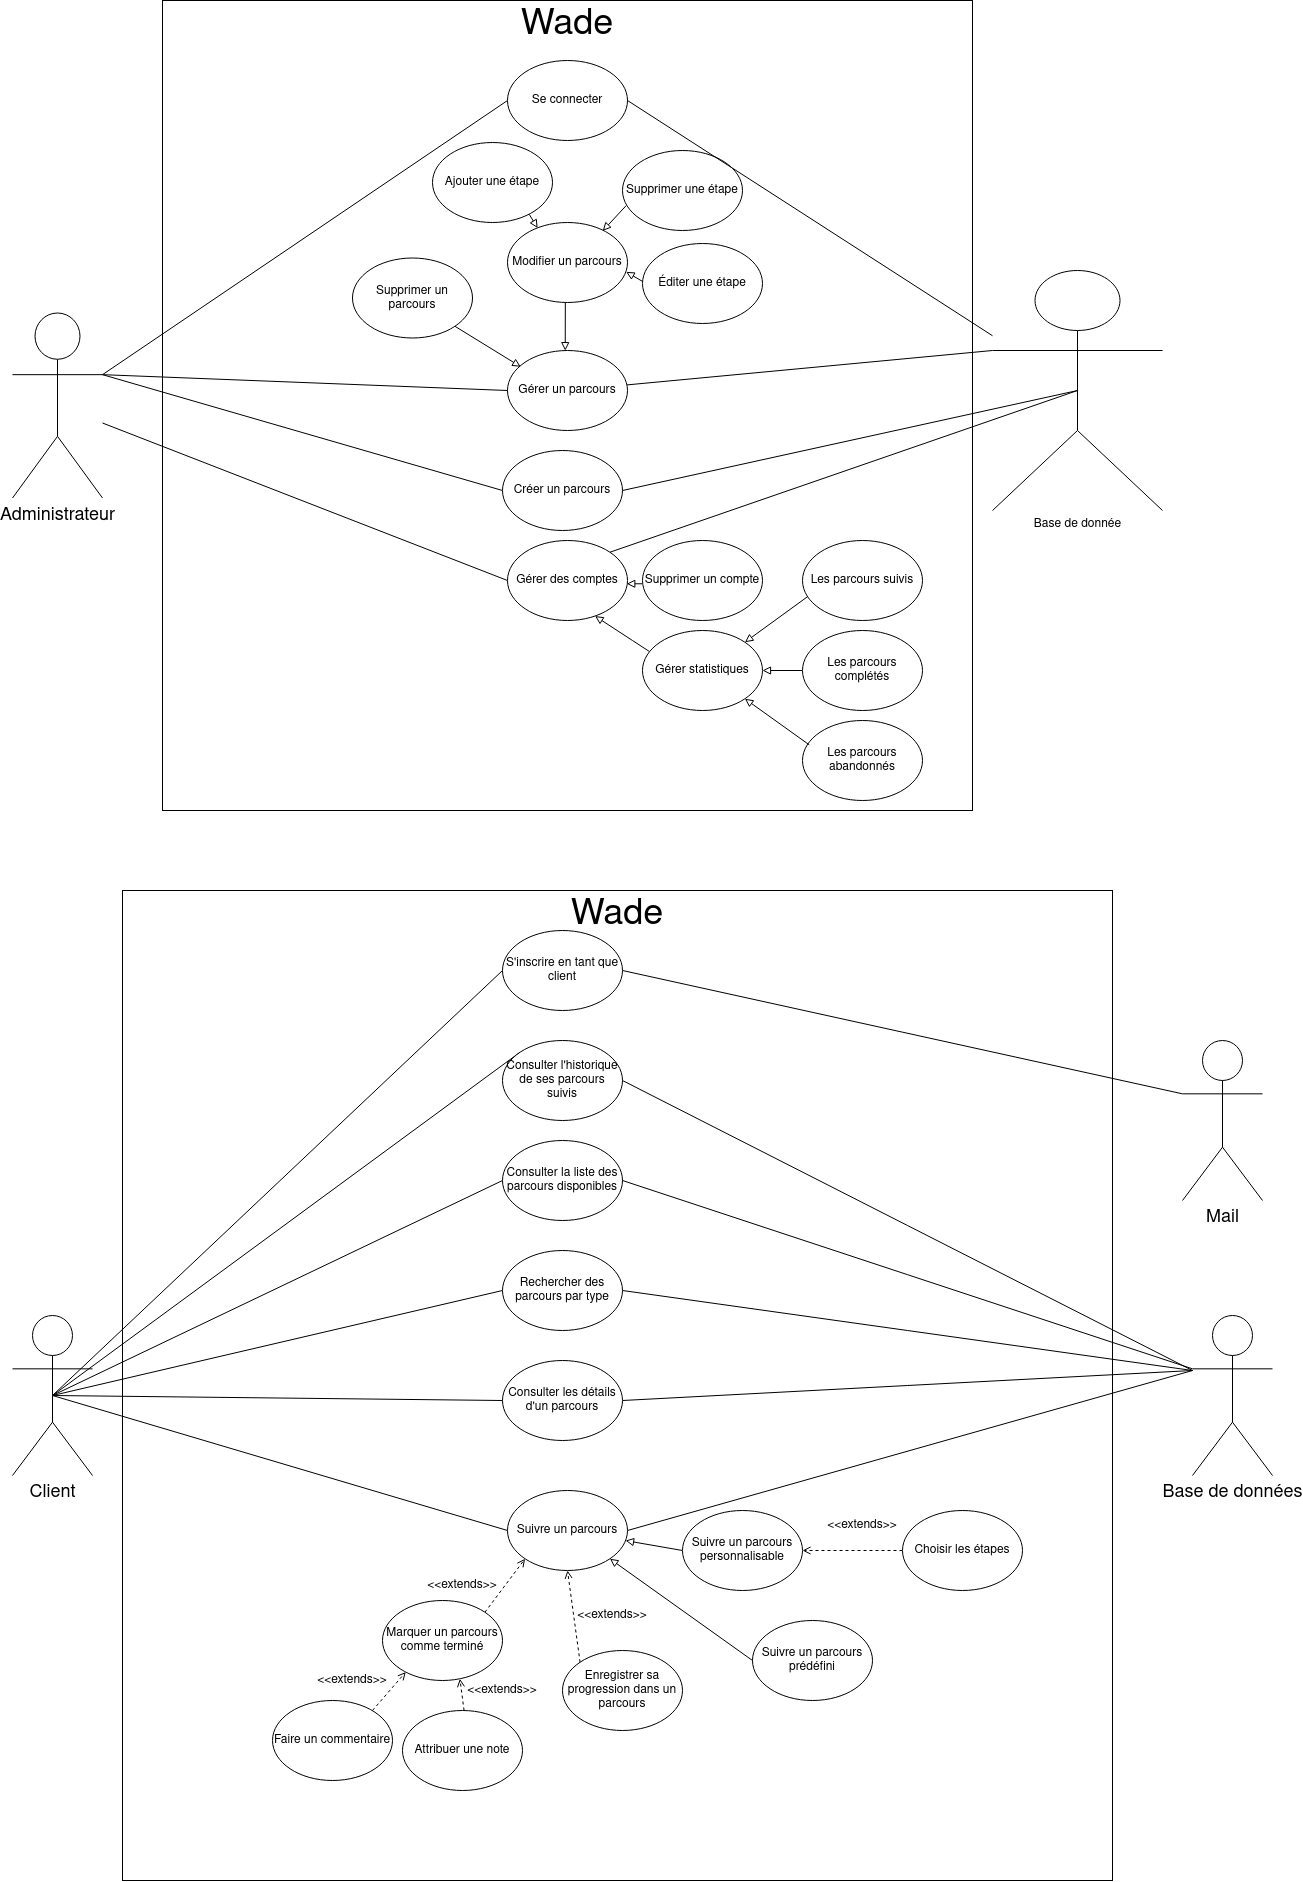 Wade
Se connecter
Ajouter une étape
Supprimer une étape
Modifier un parcours
Éditer une étape
Supprimer un
parcours
Gérer un parcours
Créer un parcours
Administrateur
Base de donnée
Gérer des comptes
Supprimer un compte
Les parcours suivis
Gérer statistiques
Les parcours
complétés
Les parcours
abandonnés
Wade
S'inscrire en tant que
client
Consulter l'historique
de ses parcours
suivis
Consulter la liste des
parcours disponibles
Mail
Rechercher des
parcours par type
Consulter les détails
d'un parcours
Client
Base de données
Suivre un parcours
Suivre un parcours
personnalisable
<<extends>>
Choisir les étapes
<<extends>>
<<extends>>
Marquer un parcours
comme terminé
Suivre un parcours
prédéfini
<<extends>>
<<extends>>
Enregistrer sa
progression dans un
parcours
Faire un commentaire
Attribuer une note